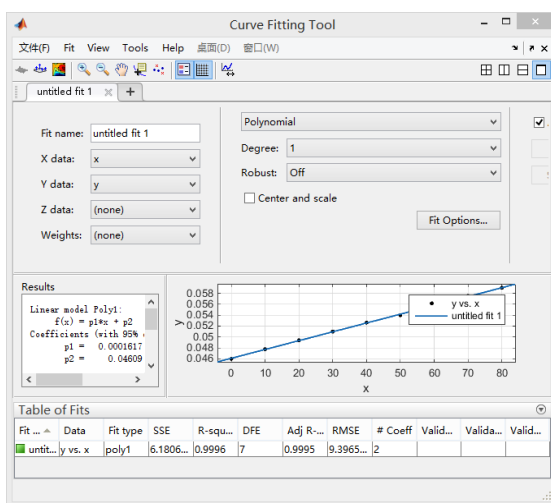 Curve Fitting Tool
文件(F) Fit View Tools Help 桌面(D) 窗口(W)
untitled fit 1
Fit name: untitled fit 1
X data: x
Y data: y
Z data: (none)
Weights: (none)
Polynomial
Degree: 1
Robust: Off
Center and scale
Fit Options...
Results
Linear model Poly1:
f(x) = p1*x + p2
Coefficients (with 95%
p1 = 0.0001617
p2 = 0.04609
0.058
0.056
0.054
0.052
0.05
0.048
0.046
y
0 10 20 30 40 50 60 70 80
x
y vs. x
untitled fit 1
Table of Fits
Fit ... Data Fit type SSE R-squ... DFE Adj R-... RMSE # Coeff Valid... Valida... Valid...
untit... y vs. x poly1 6.1806... 0.9996 7 0.9995 9.3965... 2